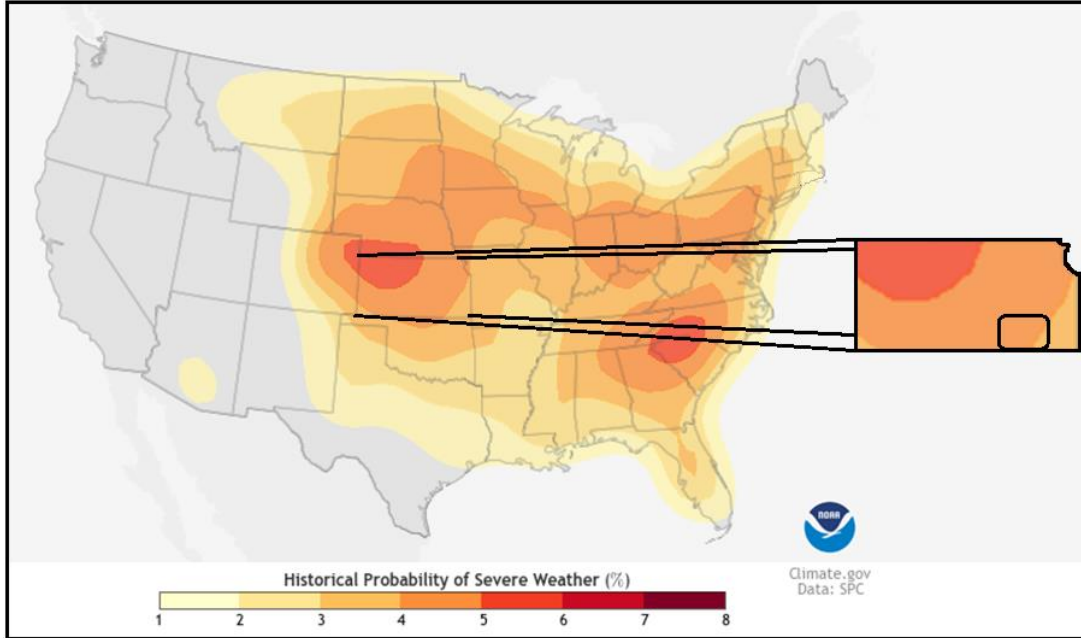 NOAA
Climate.gov
Data: SPC
Historical Probability of Severe Weather (%)
1 2 3 4 5 6 7 8